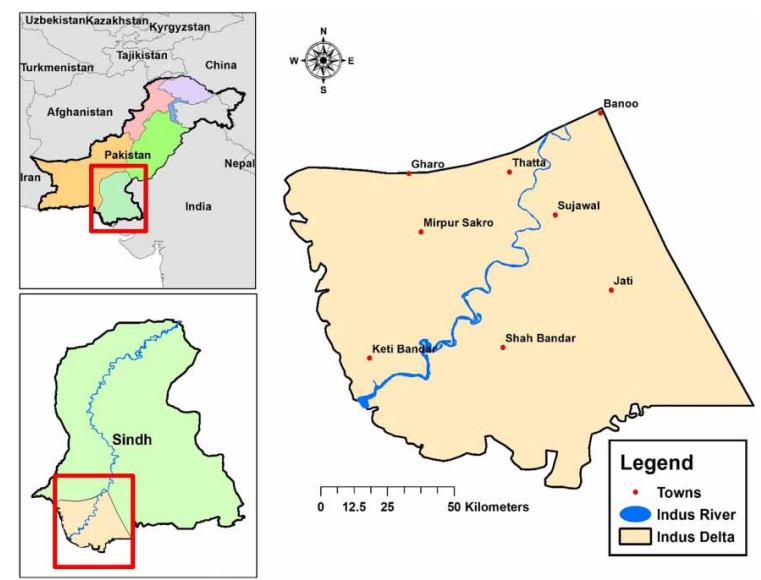 Uzbekistan
Kazakhstan
Kyrgyzstan
Tajikistan
China
Turkmenistan
Afghanistan
Pakistan
Iran
Nepal
India
Sindh
N
W
E
S
Banoo
Gharo
Thatta
Sujawal
Mirpur Sakro
Jati
Keti Bandar
Shah Bandar
0 12.5 25 50 Kilometers
Legend
Towns
Indus River
Indus Delta